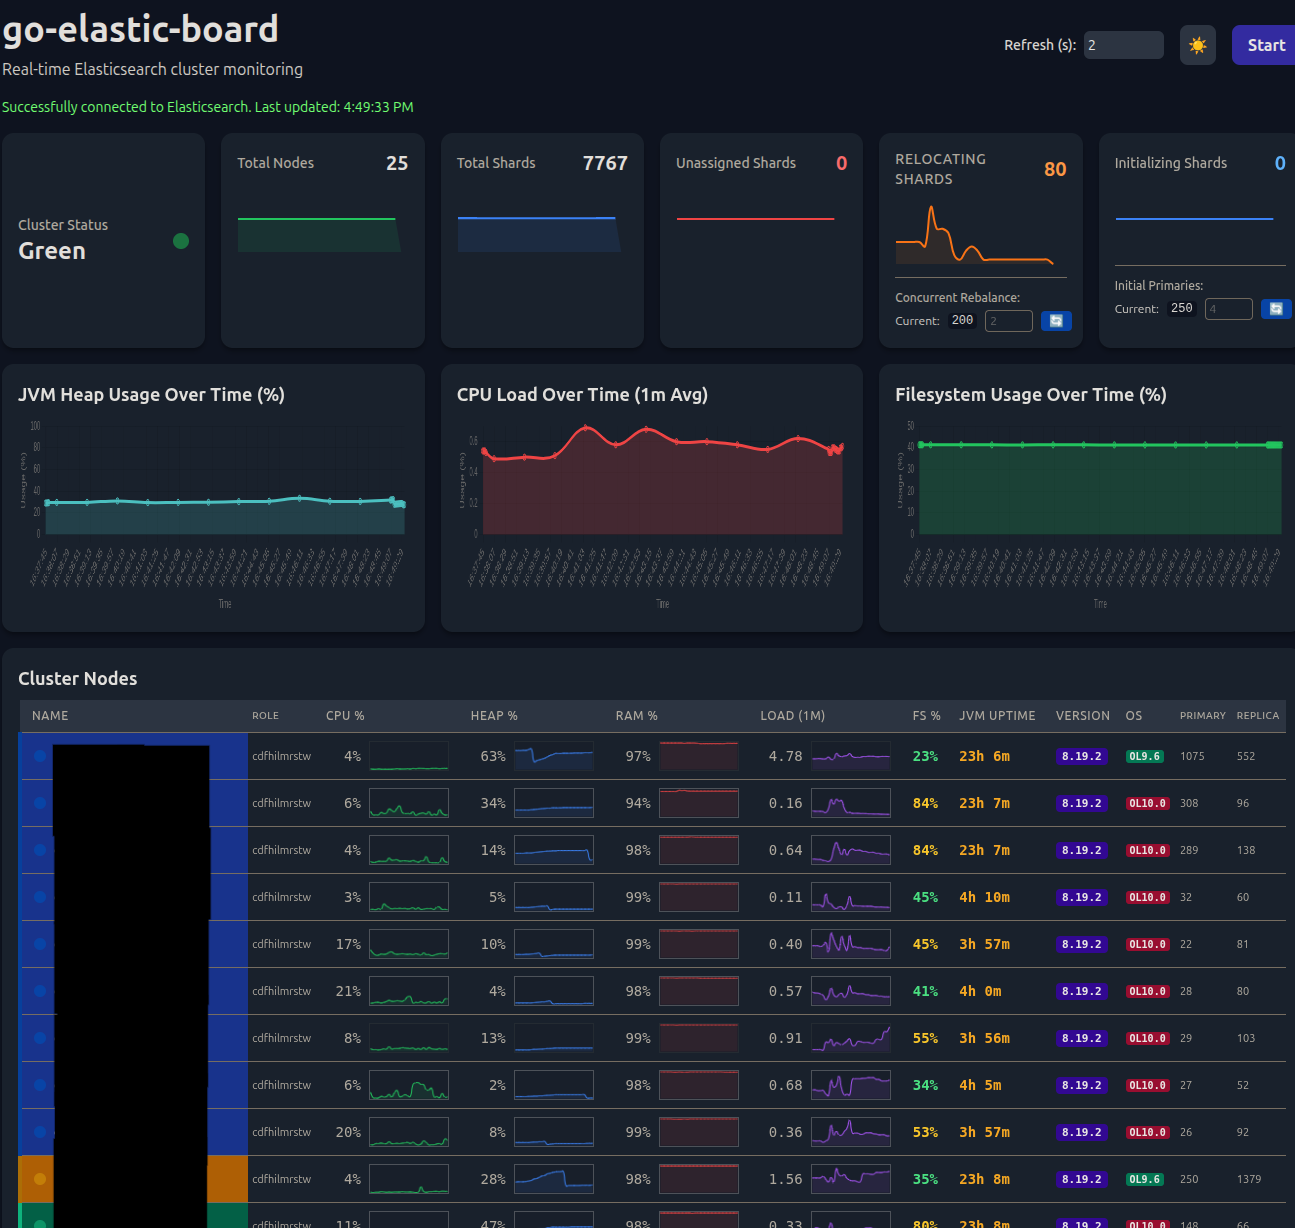 go-elastic-board
Refresh (s): 2
Start
Real-time Elasticsearch cluster monitoring
Successfully connected to Elasticsearch. Last updated: 4:49:33 PM
Cluster Status
Green
Total Nodes 25
Total Shards 7767
Unassigned Shards 0
RELOCATING
SHARDS
80
Concurrent Rebalance:
Current: 200 2
Initializing Shards 0
Initial Primaries:
Current: 250 4
JVM Heap Usage Over Time (%)
100
80
60
40
20
0
Usage (%)
Time
CPU Load Over Time (1m Avg)
0.6
0.4
0.2
0
Usage (%)
Time
Filesystem Usage Over Time (%)
50
40
30
20
10
0
Usage (%)
Time
Cluster Nodes
NAME ROLE CPU % HEAP % RAM % LOAD (1M) FS % JVM UPTIME VERSION OS PRIMARY REPLICA
cdfhilmrstw 4% 63% 97% 4.78 23% 23h 6m 8.19.2 OL9.6 1075 552
cdfhilmrstw 6% 34% 94% 0.16 84% 23h 7m 8.19.2 OL10.0 308 96
cdfhilmrstw 4% 14% 98% 0.64 84% 23h 7m 8.19.2 OL10.0 289 138
cdfhilmrstw 3% 5% 99% 0.11 45% 4h 10m 8.19.2 OL10.0 32 60
cdfhilmrstw 17% 10% 99% 0.40 45% 3h 57m 8.19.2 OL10.0 22 81
cdfhilmrstw 21% 4% 98% 0.57 41% 4h 0m 8.19.2 OL10.0 28 80
cdfhilmrstw 8% 13% 99% 0.91 55% 3h 56m 8.19.2 OL10.0 29 103
cdfhilmrstw 6% 2% 98% 0.68 34% 4h 5m 8.19.2 OL10.0 27 52
cdfhilmrstw 20% 8% 99% 0.36 53% 3h 57m 8.19.2 OL10.0 26 92
cdfhilmrstw 4% 28% 98% 1.56 35% 23h 8m 8.19.2 OL9.6 250 1379
cdfhilmrstw 11% 47% 98% 0.33 80% 23h 8m 8.19.2 OL10.0 148 66